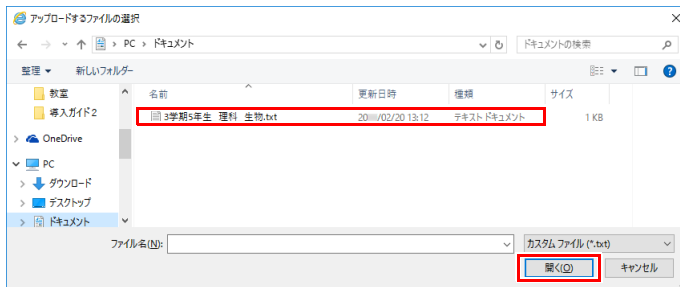 アップロードするファイルの選択
PC › ドキュメント
ドキュメントの検索
整理 新しいフォルダー
名前 更新日時 種類 サイズ
教室
導入ガイド2
OneDrive
PC
ダウンロード
デスクトップ
ドキュメント
3学期5年生 理科 生物.txt 20 /02/20 13:12 テキスト ドキュメント 1 KB
ファイル名(N):
カスタム ファイル (*.txt)
開く(O) キャンセル